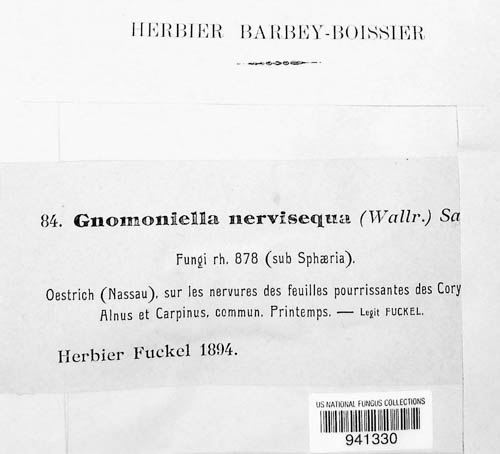 HERBIER BARBEY-BOISSIER
84. Gnomoniella nervisequa (Wallr.) Sa
Fungi rh. 878 (sub Sphæria).
Oestrich (Nassau), sur les nervures des feuilles pourrissantes des Cory
Alnus et Carpinus, commun. Printemps. — Legit FUCKEL.
Herbier Fuckel 1894.
US NATIONAL FUNGUS COLLECTIONS
941330